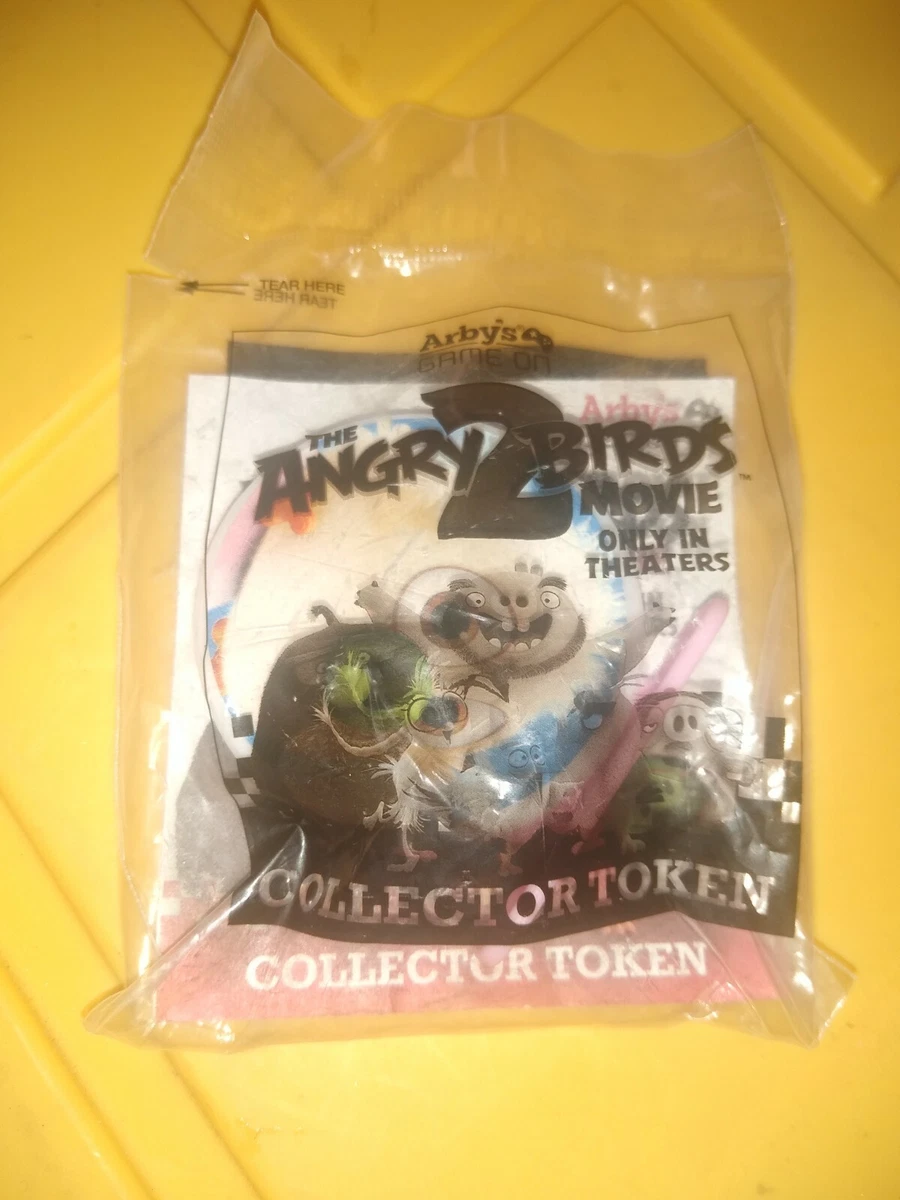 TEAR HERE
TEAR HERE
Arby's
GAME ON
Arby's
THE
ANGRY 2 BIRDS™
MOVIE
ONLY IN
THEATERS
COLLECTOR TOKEN
COLLECTOR TOKEN